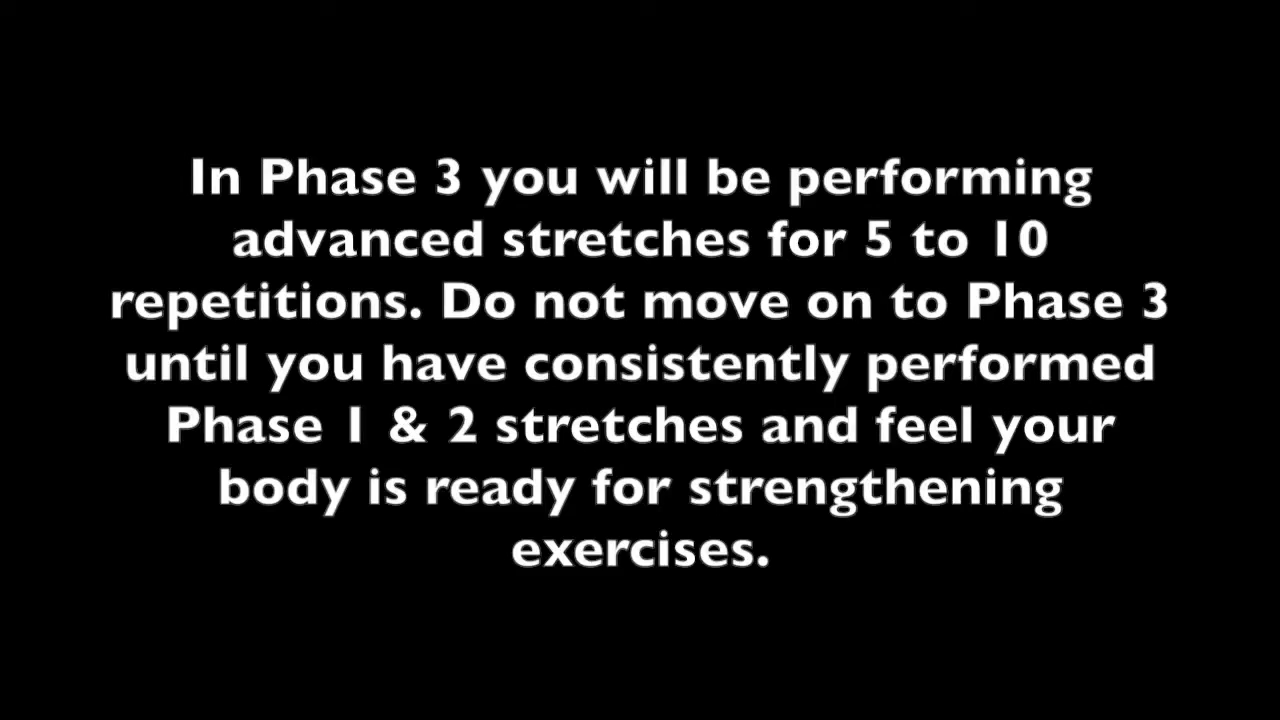 In Phase 3 you will be performing
advanced stretches for 5 to 10
repetitions. Do not move on to Phase 3
until you have consistently performed
Phase 1 & 2 stretches and feel your
body is ready for strengthening
exercises.